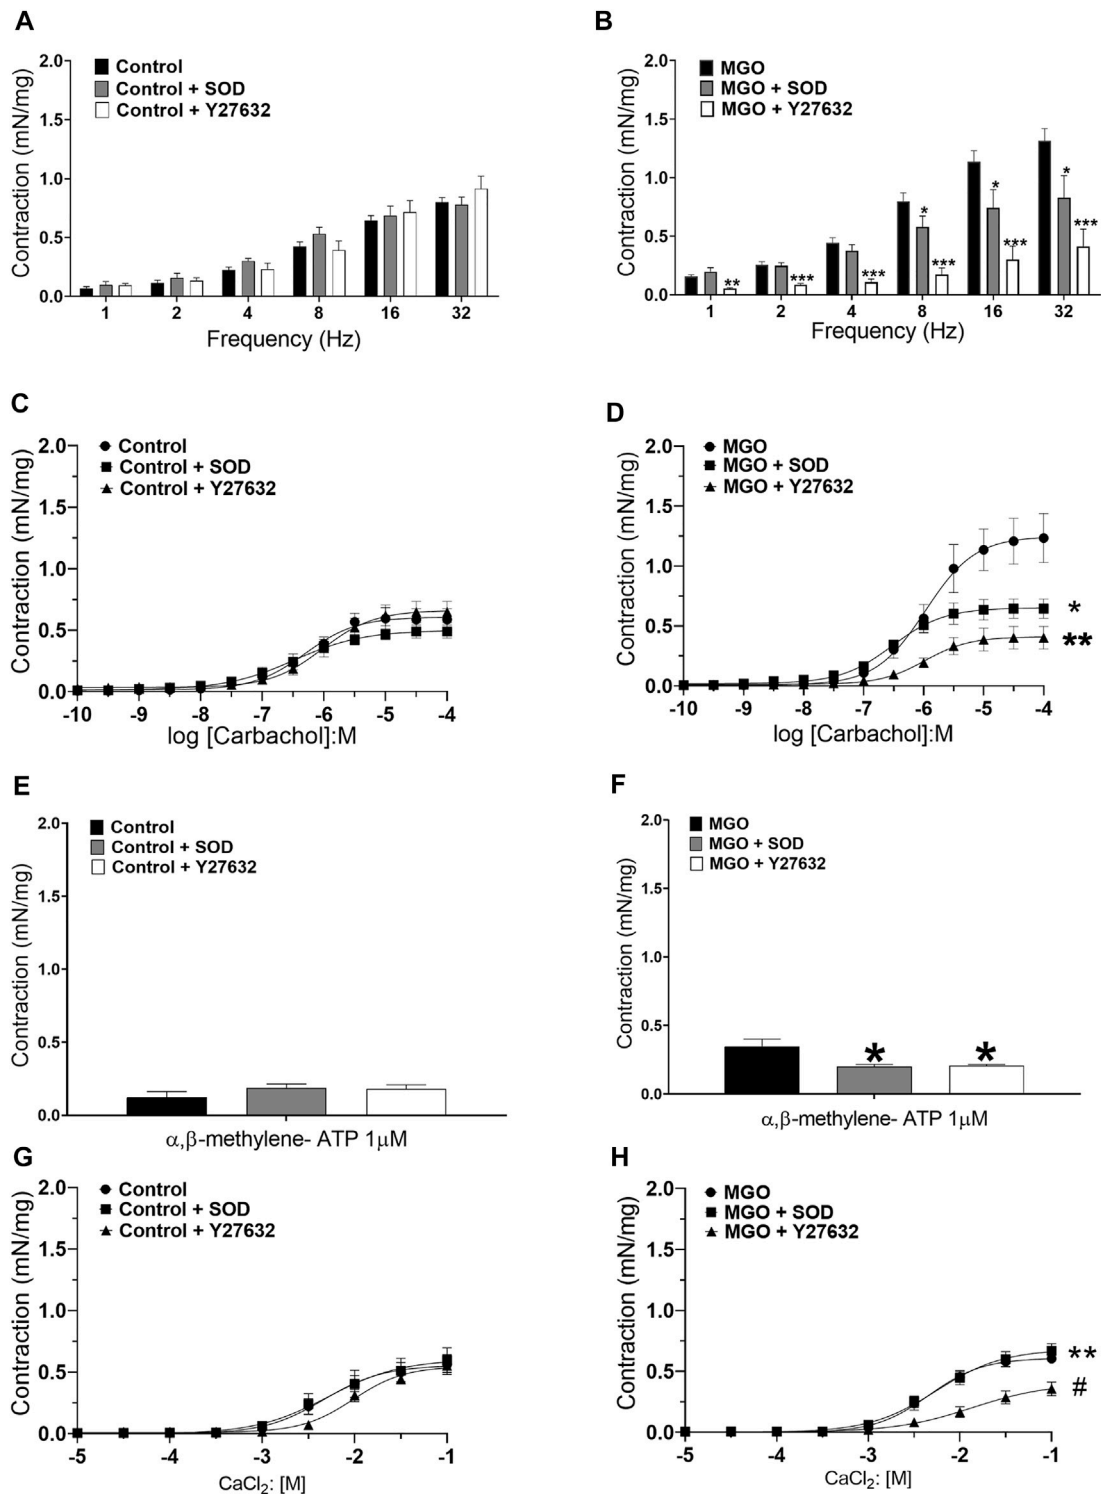 A
Contraction (mN/mg)
2.0
1.5
1.0
0.5
0.0
Control
Control + SOD
Control + Y27632
1 2 4 8 16 32
Frequency (Hz)
B
Contraction (mN/mg)
2.0
1.5
1.0
0.5
0.0
MGO
MGO + SOD
MGO + Y27632
** *** *** * *** * *** * ***
1 2 4 8 16 32
Frequency (Hz)
C
Contraction (mN/mg)
2.0
1.5
1.0
0.5
0.0
Control
Control + SOD
Control + Y27632
-10 -9 -8 -7 -6 -5 -4
log [Carbachol]:M
D
Contraction (mN/mg)
2.0
1.5
1.0
0.5
0.0
MGO
MGO + SOD
MGO + Y27632
*
**
-10 -9 -8 -7 -6 -5 -4
log [Carbachol]:M
E
Contraction (mN/mg)
2.0
1.5
1.0
0.5
0.0
Control
Control + SOD
Control + Y27632
α,β-methylene- ATP 1μM
F
Contraction (mN/mg)
2.0
1.5
1.0
0.5
0.0
MGO
MGO + SOD
MGO + Y27632
* *
α,β-methylene- ATP 1μM
G
Contraction (mN/mg)
2.0
1.5
1.0
0.5
0.0
Control
Control + SOD
Control + Y27632
-5 -4 -3 -2 -1
CaCl₂: [M]
H
Contraction (mN/mg)
2.0
1.5
1.0
0.5
0.0
MGO
MGO + SOD
MGO + Y27632
**
#
-5 -4 -3 -2 -1
CaCl₂: [M]